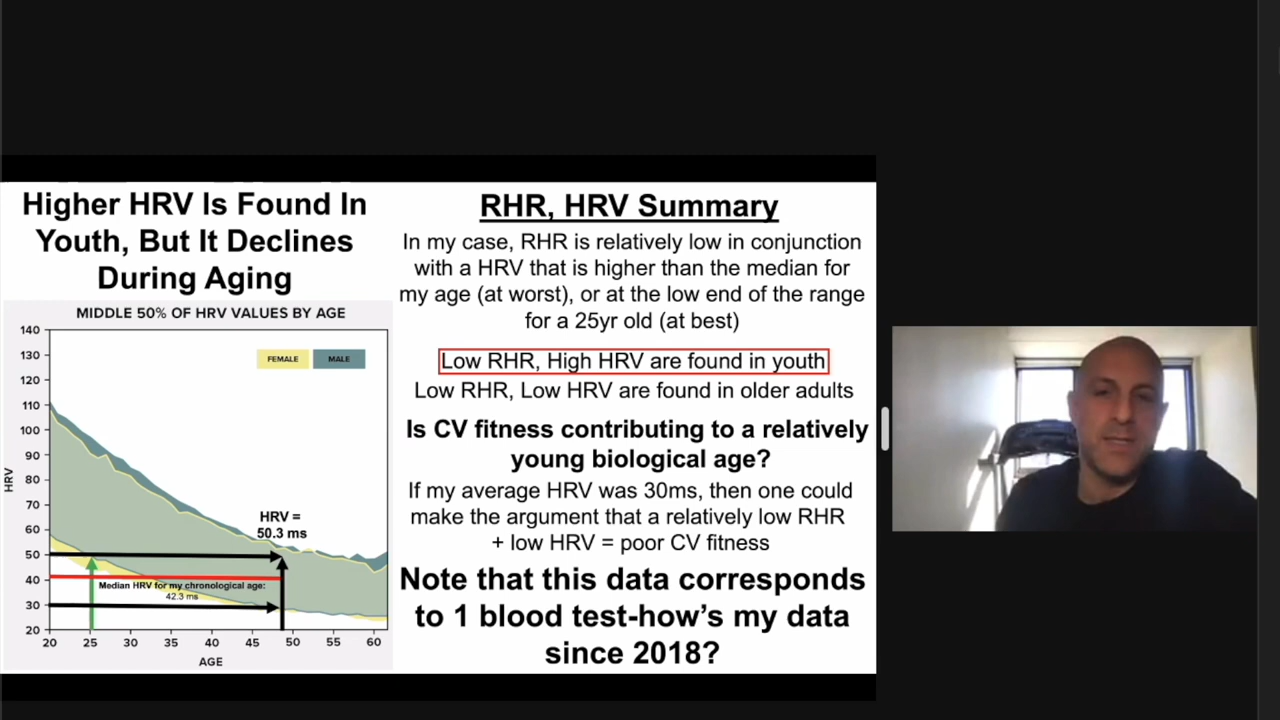 Higher HRV Is Found In
Youth, But It Declines
During Aging
MIDDLE 50% OF HRV VALUES BY AGE
140
130
120
110
100
90
80
70
60
50
40
30
20
HRV
FEMALE
MALE
HRV =
50.3 ms
Median HRV for my chronological age:
42.3 ms
20
25
30
35
40
45
50
55
60
AGE
RHR, HRV Summary
In my case, RHR is relatively low in conjunction
with a HRV that is higher than the median for
my age (at worst), or at the low end of the range
for a 25yr old (at best)
Low RHR, High HRV are found in youth
Low RHR, Low HRV are found in older adults
Is CV fitness contributing to a relatively
young biological age?
If my average HRV was 30ms, then one could
make the argument that a relatively low RHR
+ low HRV = poor CV fitness
Note that this data corresponds
to 1 blood test-how's my data
since 2018?